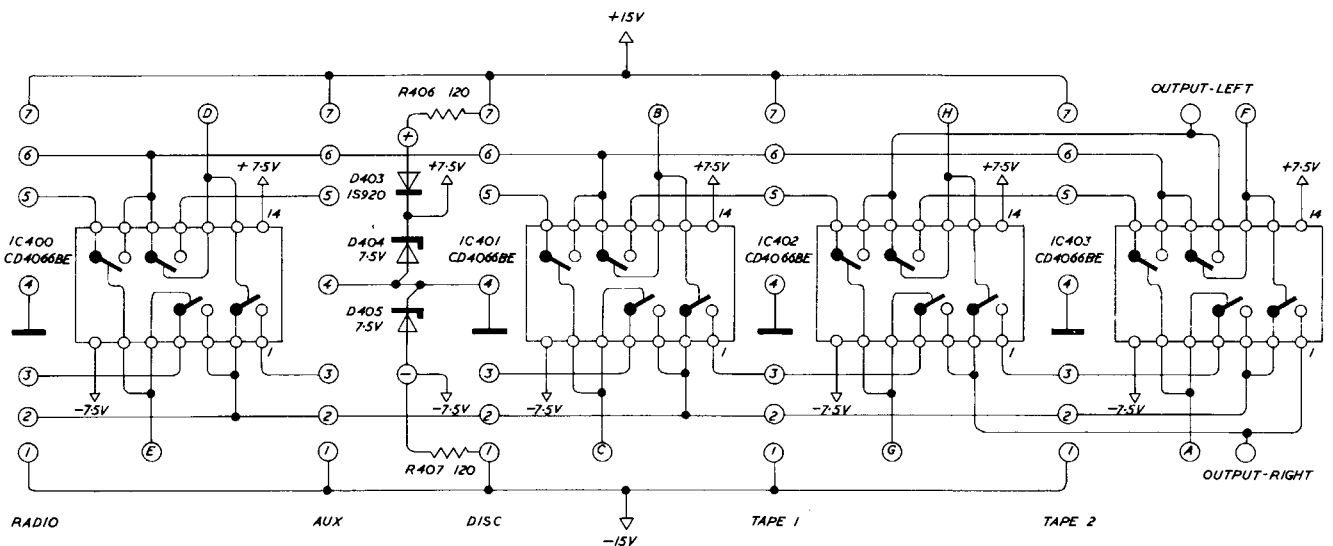 +15V
7
D
7
R406 120
7
B
7
H
7
OUTPUT-LEFT
F
+
6
+7.5V
6
+7.5V
6
+7.5V
6
+7.5V
6
+7.5V
5
5
D403
1S920
5
5
5
14
14
14
14
IC400
CD4066BE
D404
7.5V
IC401
CD4066BE
IC402
CD4066BE
IC403
CD4066BE
4
4
4
4
4
D405
7.5V
1
1
1
1
3
3
-
3
3
3
-7.5V
-7.5V
-7.5V
-7.5V
-7.5V
2
2
2
2
2
1
E
1
R407 120
1
C
1
G
1
A
OUTPUT-RIGHT
RADIO
AUX
DISC
-15V
TAPE 1
TAPE 2